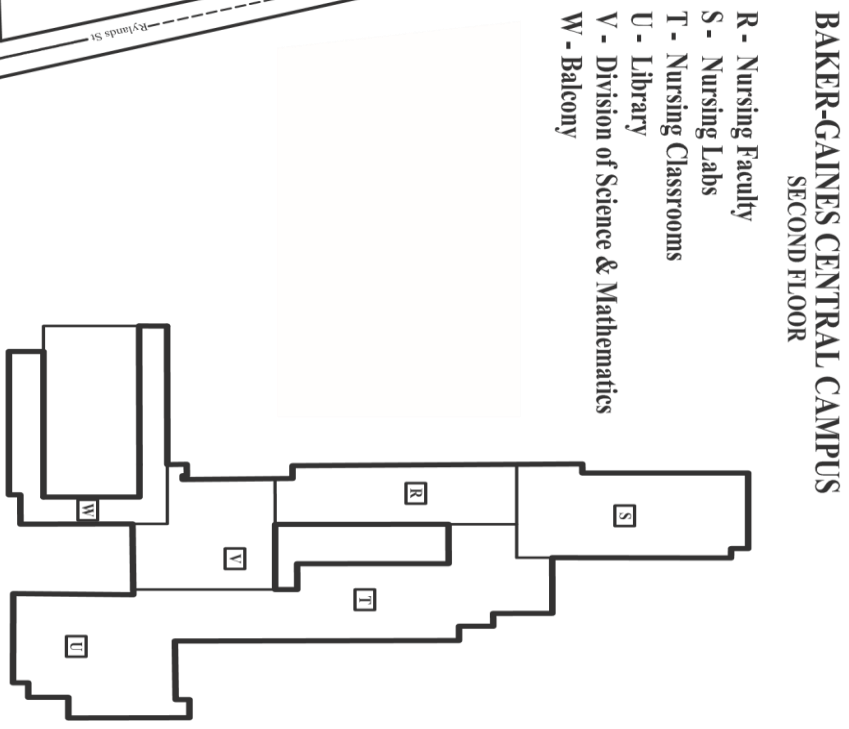 BAKER-GAINES CENTRAL CAMPUS
SECOND FLOOR
R - Nursing Faculty
S - Nursing Labs
T - Nursing Classrooms
U - Library
V - Division of Science & Mathematics
W - Balcony
Rylands St
S
R
T
V
W
U